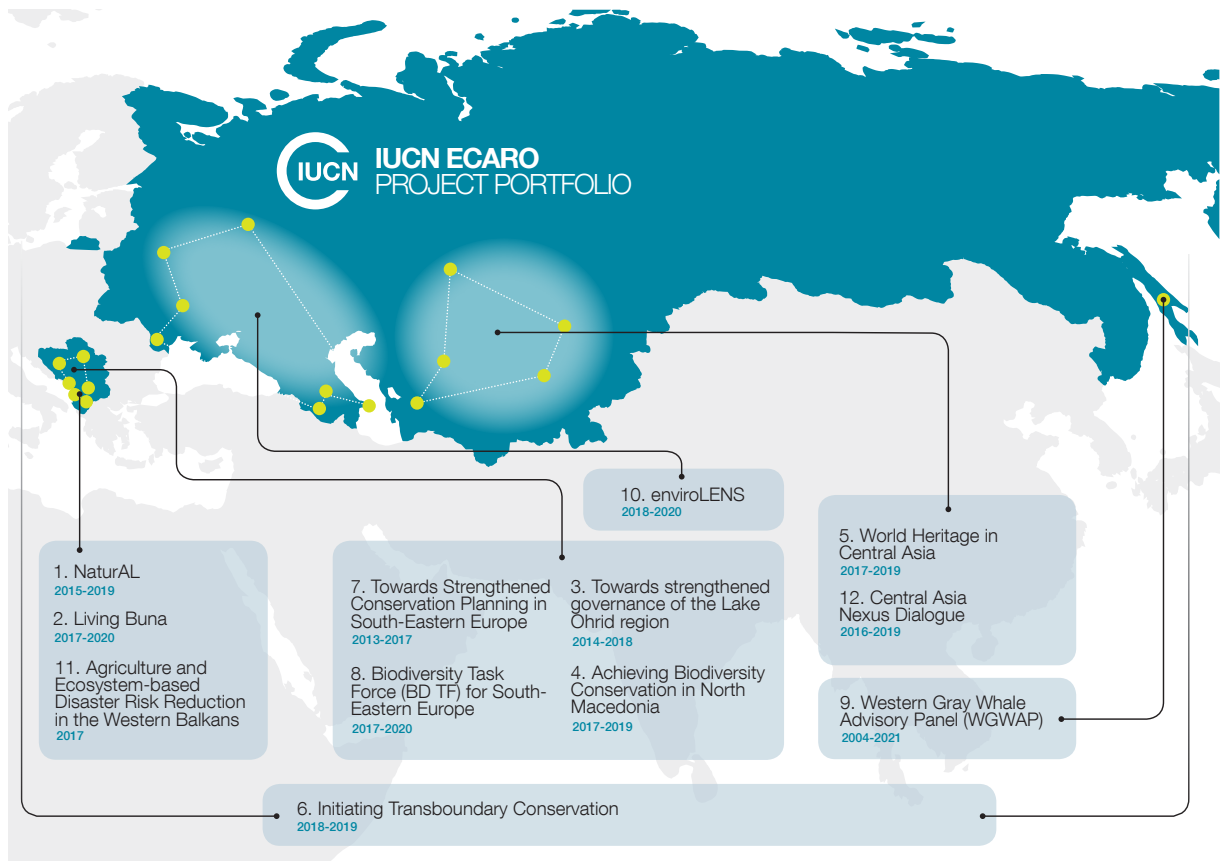 IUCN
IUCN ECARO
PROJECT PORTFOLIO
10. enviroLENS
2018-2020
1. NaturAL
2015-2019
2. Living Buna
2017-2020
11. Agriculture and
Ecosystem-based
Disaster Risk Reduction
in the Western Balkans
2017
7. Towards Strengthened
Conservation Planning in
South-Eastern Europe
2013-2017
8. Biodiversity Task
Force (BD TF) for South-
Eastern Europe
2017-2020
3. Towards strengthened
governance of the Lake
Ohrid region
2014-2018
4. Achieving Biodiversity
Conservation in North
Macedonia
2017-2019
5. World Heritage in
Central Asia
2017-2019
12. Central Asia
Nexus Dialogue
2016-2019
9. Western Gray Whale
Advisory Panel (WGWAP)
2004-2021
6. Initiating Transboundary Conservation
2018-2019